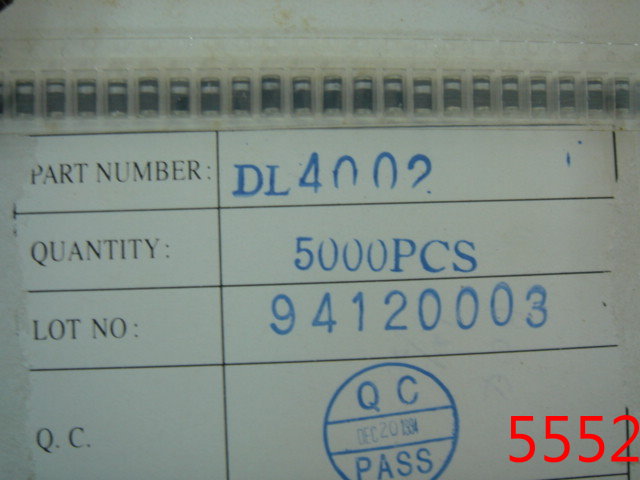 PART NUMBER: DL4002
QUANTITY: 5000PCS
LOT NO: 94120003
Q.C.
Q C
DEC 20 1994
PASS
5552